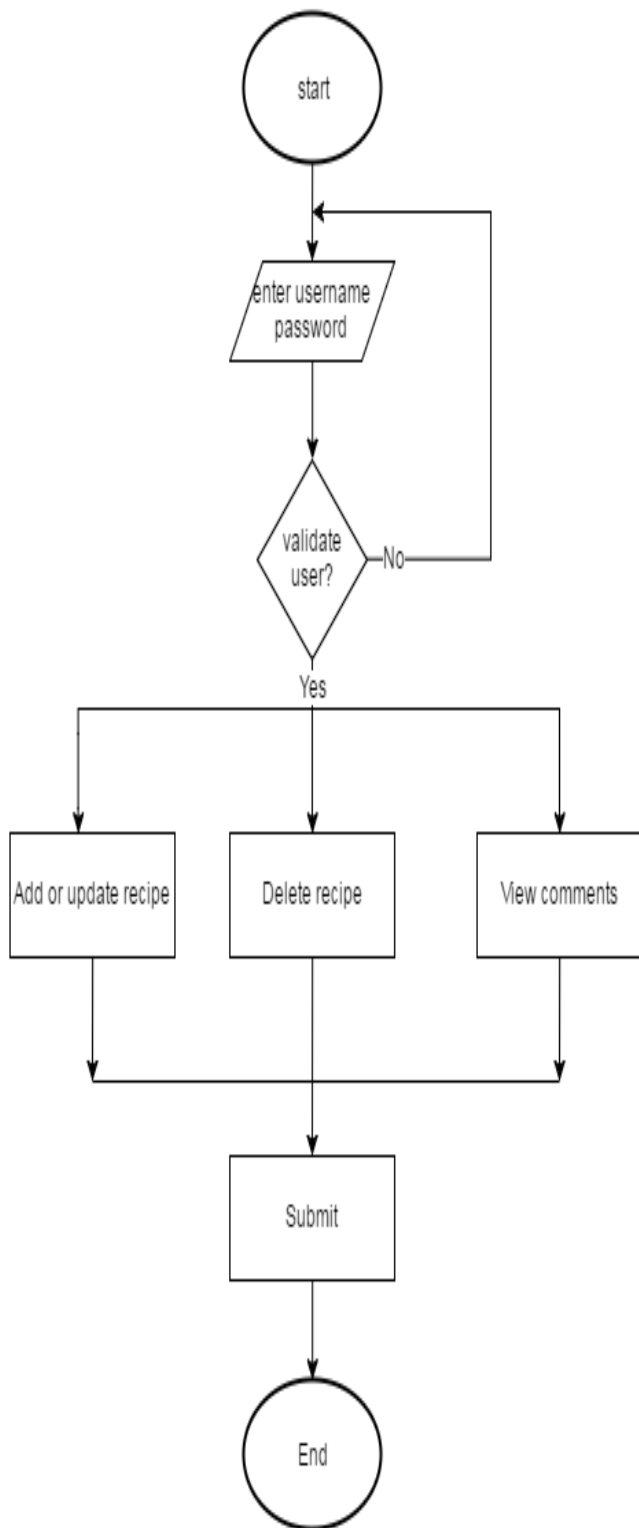 start
enter username
password
validate
user?
No
Yes
Add or update recipe
Delete recipe
View comments
Submit
End